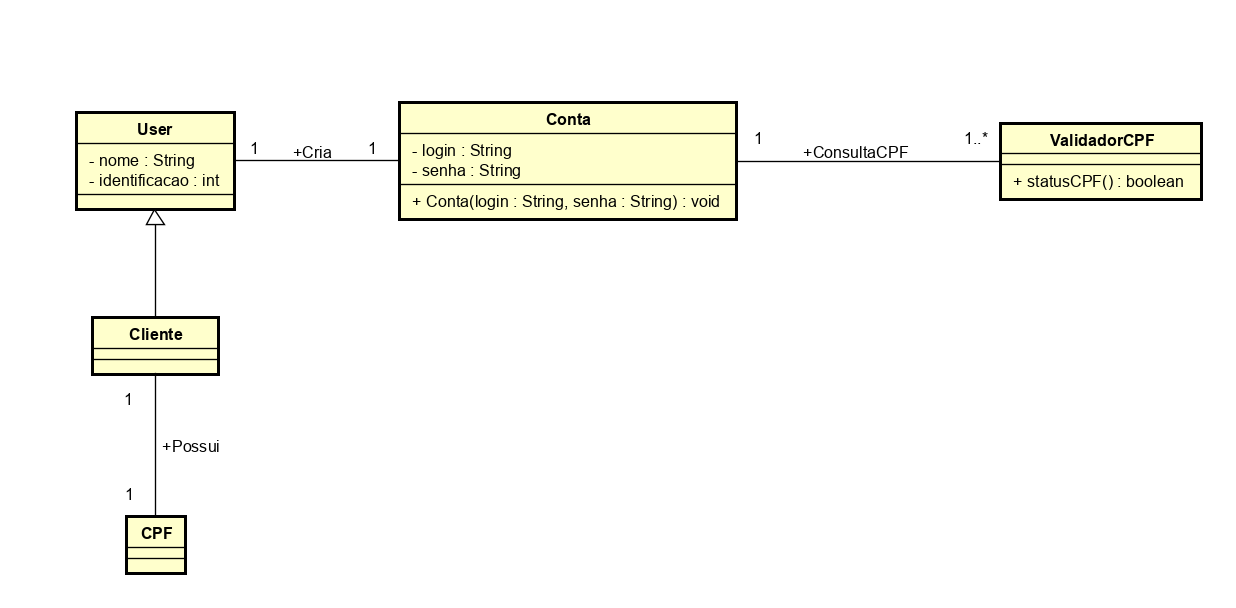 User
- nome : String
- identificacao : int
1
+Cria
1
Conta
- login : String
- senha : String
+ Conta(login : String, senha : String) : void
1
+ConsultaCPF
1..*
ValidadorCPF
+ statusCPF() : boolean
Cliente
1
+Possui
1
CPF